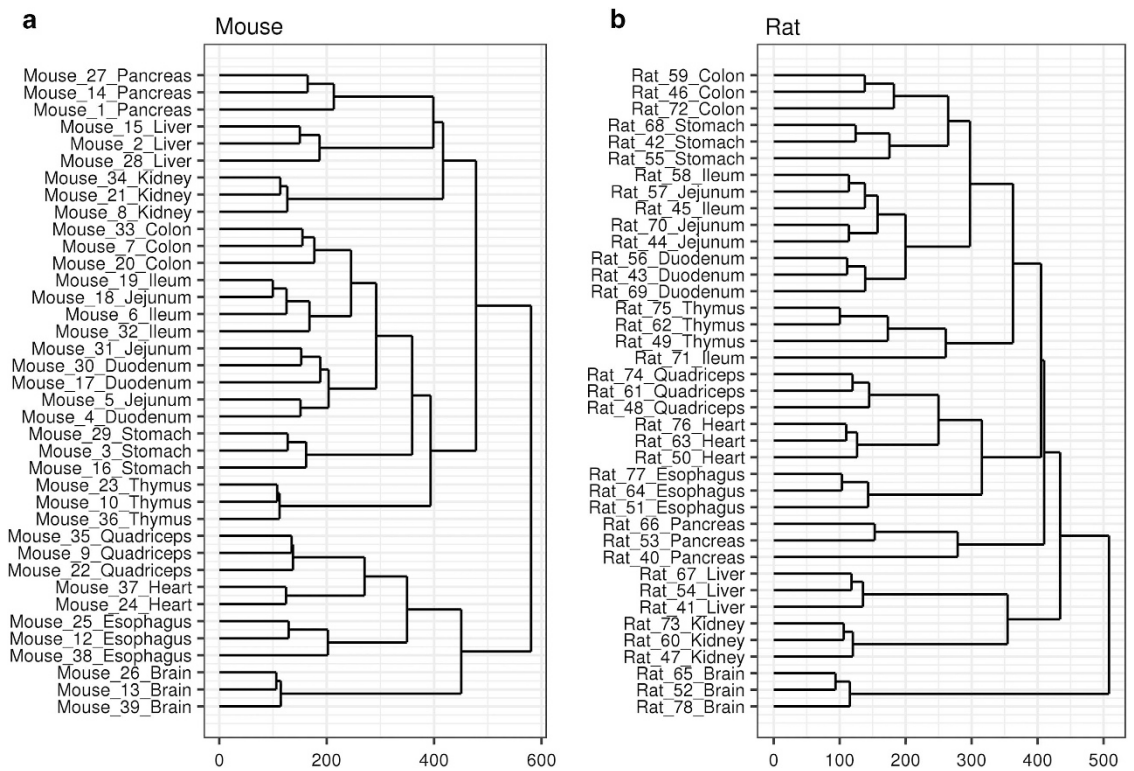 a
Mouse
Mouse_27_Pancreas
Mouse_14_Pancreas
Mouse_1_Pancreas
Mouse_15_Liver
Mouse_2_Liver
Mouse_28_Liver
Mouse_34_Kidney
Mouse_21_Kidney
Mouse_8_Kidney
Mouse_33_Colon
Mouse_7_Colon
Mouse_20_Colon
Mouse_19_Ileum
Mouse_18_Jejunum
Mouse_6_Ileum
Mouse_32_Ileum
Mouse_31_Jejunum
Mouse_30_Duodenum
Mouse_17_Duodenum
Mouse_5_Jejunum
Mouse_4_Duodenum
Mouse_29_Stomach
Mouse_3_Stomach
Mouse_16_Stomach
Mouse_23_Thymus
Mouse_10_Thymus
Mouse_36_Thymus
Mouse_35_Quadriceps
Mouse_9_Quadriceps
Mouse_22_Quadriceps
Mouse_37_Heart
Mouse_24_Heart
Mouse_25_Esophagus
Mouse_12_Esophagus
Mouse_38_Esophagus
Mouse_26_Brain
Mouse_13_Brain
Mouse_39_Brain
0 200 400 600
b
Rat
Rat_59_Colon
Rat_46_Colon
Rat_72_Colon
Rat_68_Stomach
Rat_42_Stomach
Rat_55_Stomach
Rat_58_Ileum
Rat_57_Jejunum
Rat_45_Ileum
Rat_70_Jejunum
Rat_44_Jejunum
Rat_56_Duodenum
Rat_43_Duodenum
Rat_69_Duodenum
Rat_75_Thymus
Rat_62_Thymus
Rat_49_Thymus
Rat_71_Ileum
Rat_74_Quadriceps
Rat_61_Quadriceps
Rat_48_Quadriceps
Rat_76_Heart
Rat_63_Heart
Rat_50_Heart
Rat_77_Esophagus
Rat_64_Esophagus
Rat_51_Esophagus
Rat_66_Pancreas
Rat_53_Pancreas
Rat_40_Pancreas
Rat_67_Liver
Rat_54_Liver
Rat_41_Liver
Rat_73_Kidney
Rat_60_Kidney
Rat_47_Kidney
Rat_65_Brain
Rat_52_Brain
Rat_78_Brain
0 100 200 300 400 500